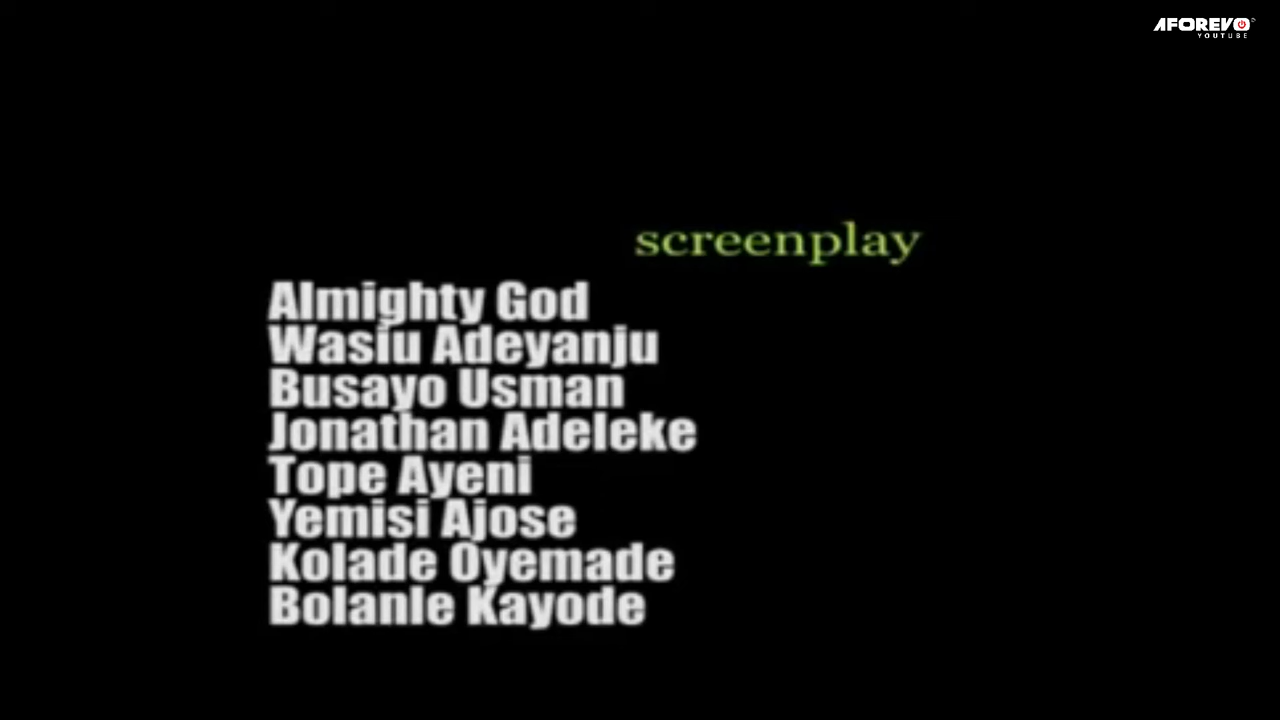 AFOREVO
YOUTUBE
screenplay
Almighty God
Wasiu Adeyanju
Busayo Usman
Jonathan Adeleke
Tope Ayeni
Yemisi Ajose
Kolade Oyemade
Bolanle Kayode